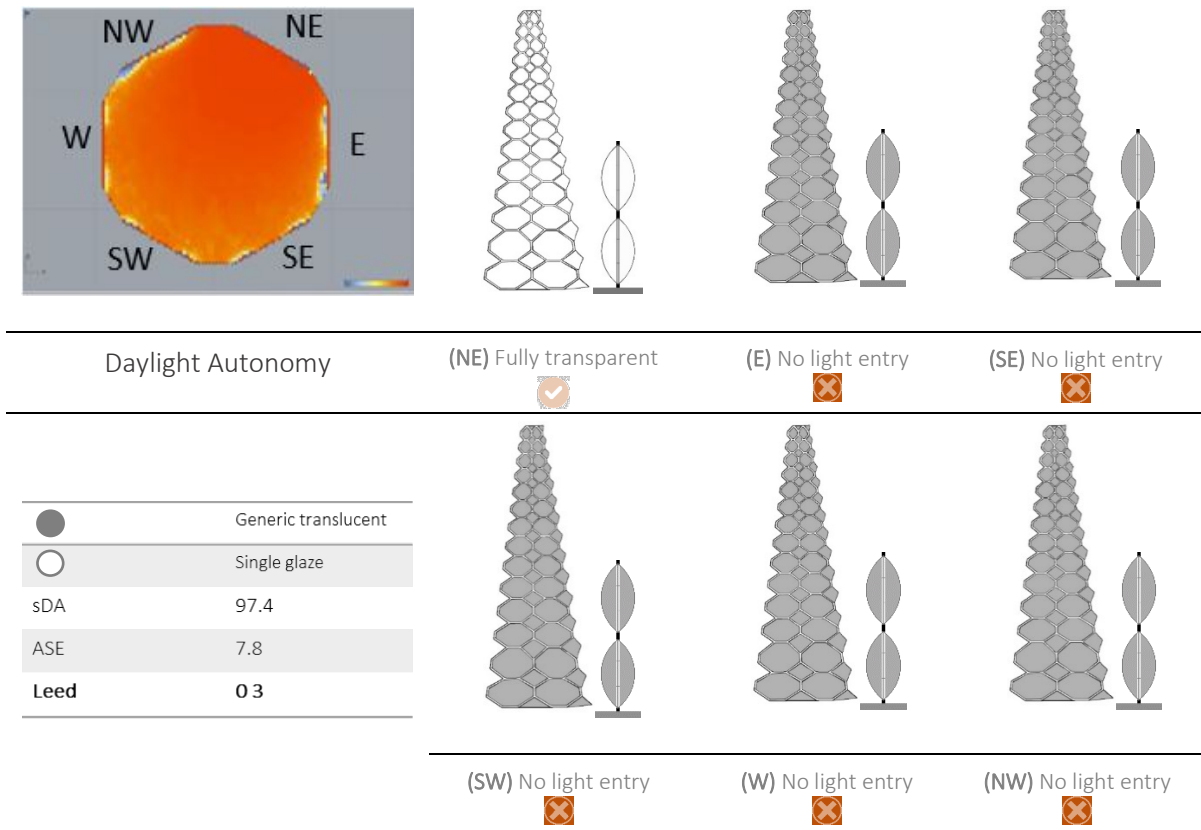 NW
NE
W
E
SW
SE
Daylight Autonomy
(NE) Fully transparent
(E) No light entry
(SE) No light entry
Generic translucent
Single glaze
sDA 97.4
ASE 7.8
Leed 0 3
(SW) No light entry
(W) No light entry
(NW) No light entry